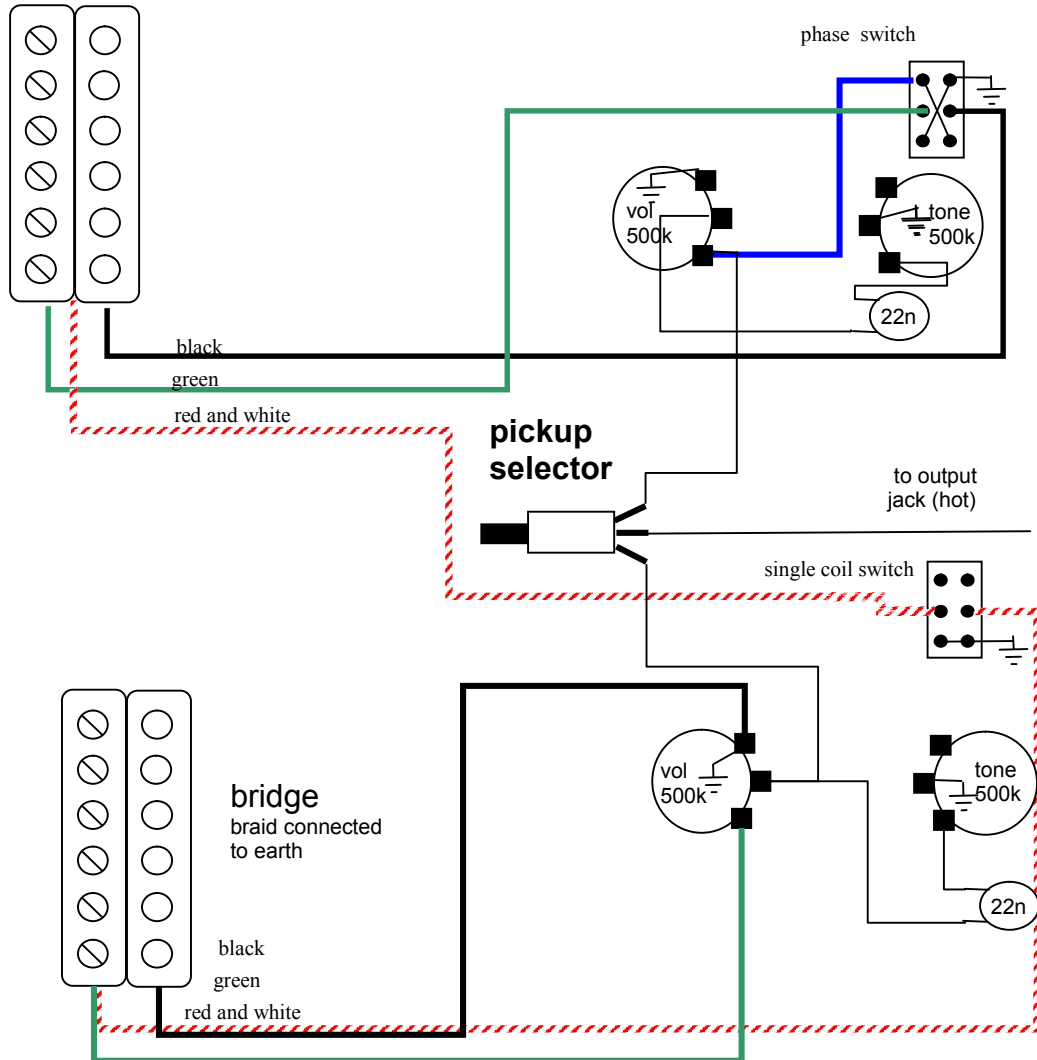 phase switch
vol
500k
tone
500k
22n
black
green
red and white
pickup
selector
to output
jack (hot)
single coil switch
vol
500k
tone
500k
bridge
braid connected
to earth
22n
black
green
red and white